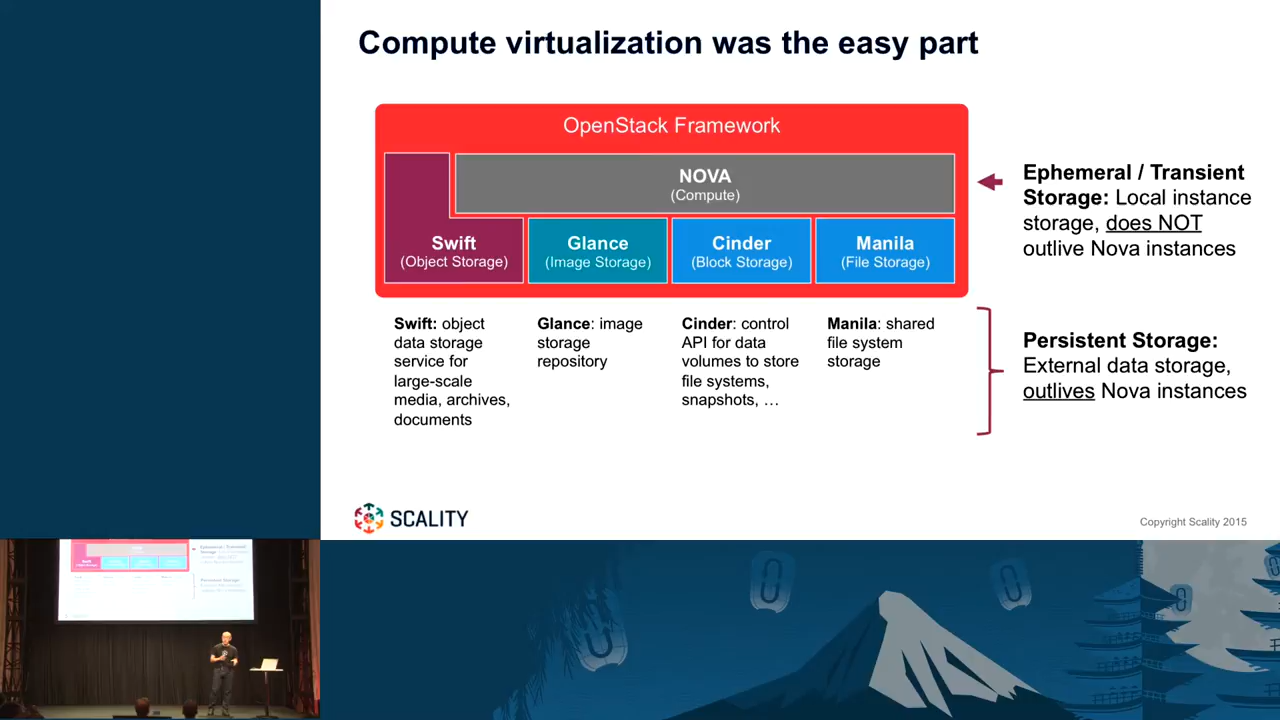 Compute virtualization was the easy part
OpenStack Framework
NOVA
(Compute)
Swift
(Object Storage)
Glance
(Image Storage)
Cinder
(Block Storage)
Manila
(File Storage)
Ephemeral / Transient
Storage: Local instance
storage, does NOT
outlive Nova instances
Swift: object
data storage
service for
large-scale
media, archives,
documents
Glance: image
storage
repository
Cinder: control
API for data
volumes to store
file systems,
snapshots, …
Manila: shared
file system
storage
Persistent Storage:
External data storage,
outlives Nova instances
SCALITY
Copyright Scality 2015